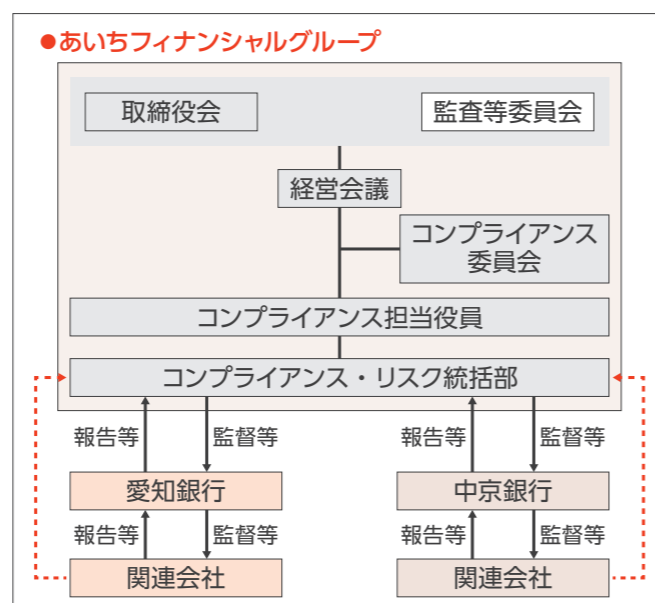 ●あいちフィナンシャルグループ
取締役会
監査等委員会
経営会議
コンプライアンス
委員会
コンプライアンス担当役員
コンプライアンス・リスク統括部
報告等
監督等
報告等
監督等
愛知銀行
中京銀行
報告等
監督等
報告等
監督等
関連会社
関連会社